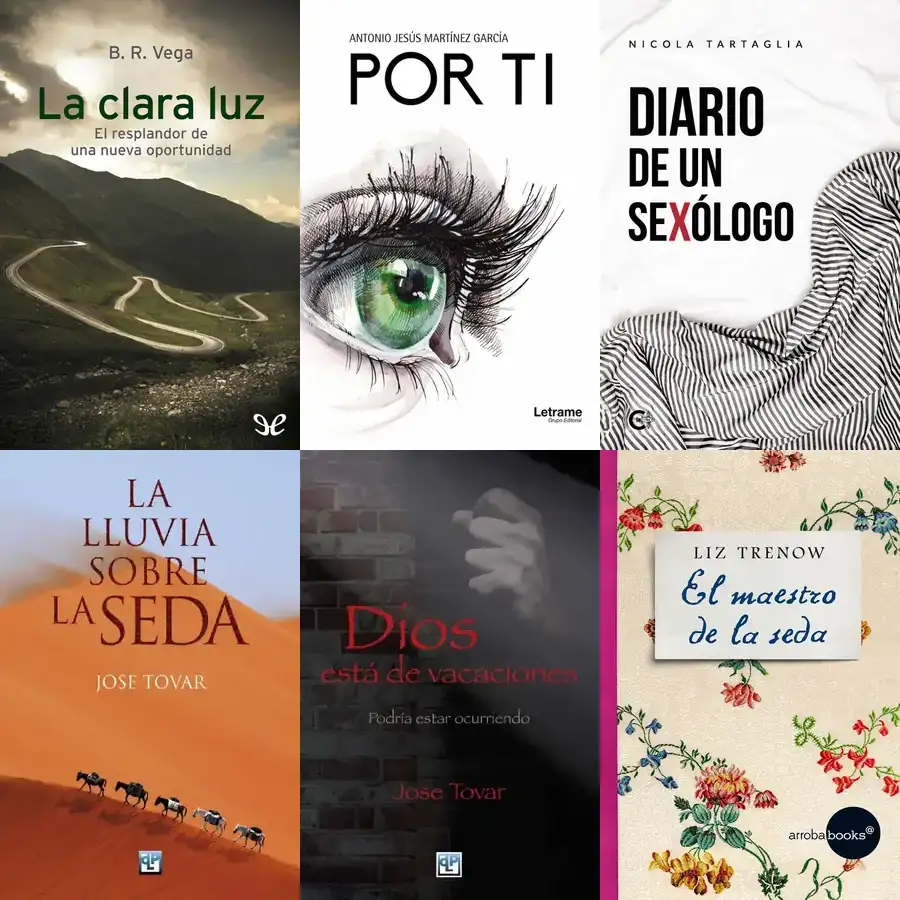 B. R. Vega
La clara luz
El resplandor de
una nueva oportunidad
ANTONIO JESÚS MARTÍNEZ GARCÍA
POR TI
Letrame
Grupo Editorial
NICOLA TARTAGLIA
DIARIO
DE UN
SEXÓLOGO
LA
LLUVIA
SOBRE
LA SEDA
JOSE TOVAR
Dios
está de vacaciones
Podría estar ocurriendo
Jose Tovar
LIZ TRENOW
El maestro
de la seda
arrobabooks@